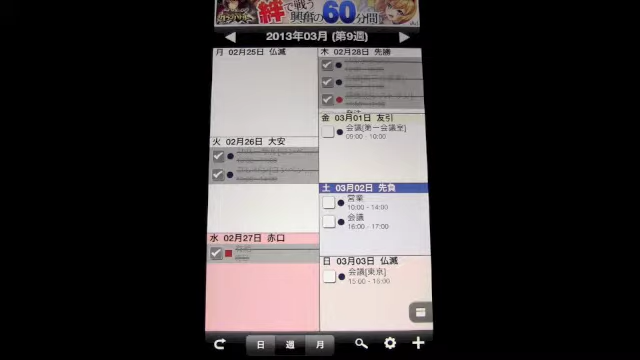 絆で戦う
興奮の60分間!
2013年03月 (第9週)
月 02月25日 仏滅
火 02月26日 大安
水 02月27日 赤口
木 02月28日 先勝
金 03月01日 友引
会議[第一会議室]
09:00 - 10:00
土 03月02日 先負
営業
10:00 - 14:00
会議
16:00 - 17:00
日 03月03日 仏滅
会議[東京]
15:00 - 16:00
日 週 月